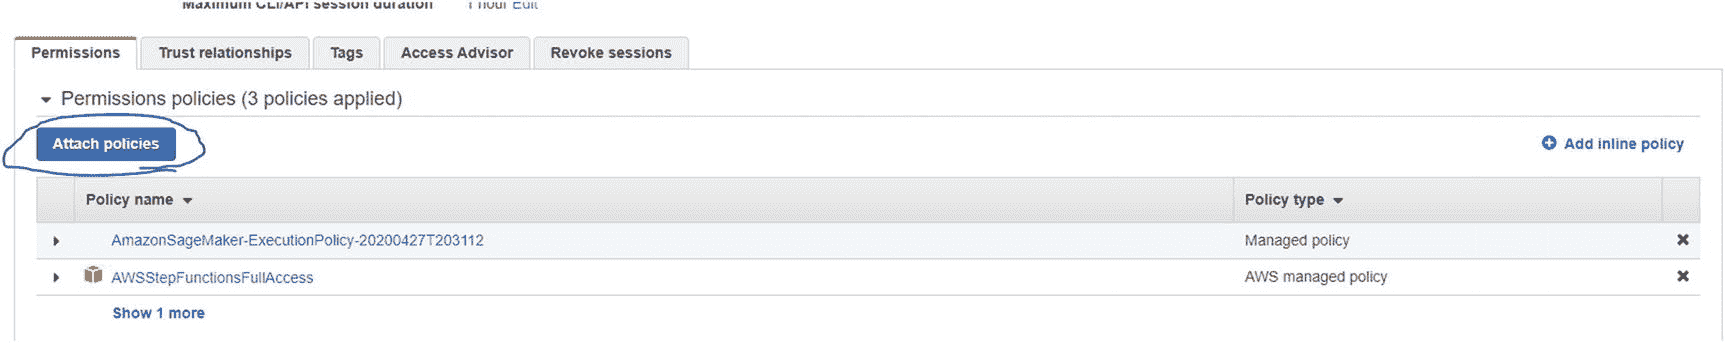 Maximum CLI/API session duration 1 hour Edit
Permissions Trust relationships Tags Access Advisor Revoke sessions
Permissions policies (3 policies applied)
Attach policies Add inline policy
Policy name Policy type
AmazonSageMaker-ExecutionPolicy-20200427T203112 Managed policy
AWSStepFunctionsFullAccess AWS managed policy
Show 1 more